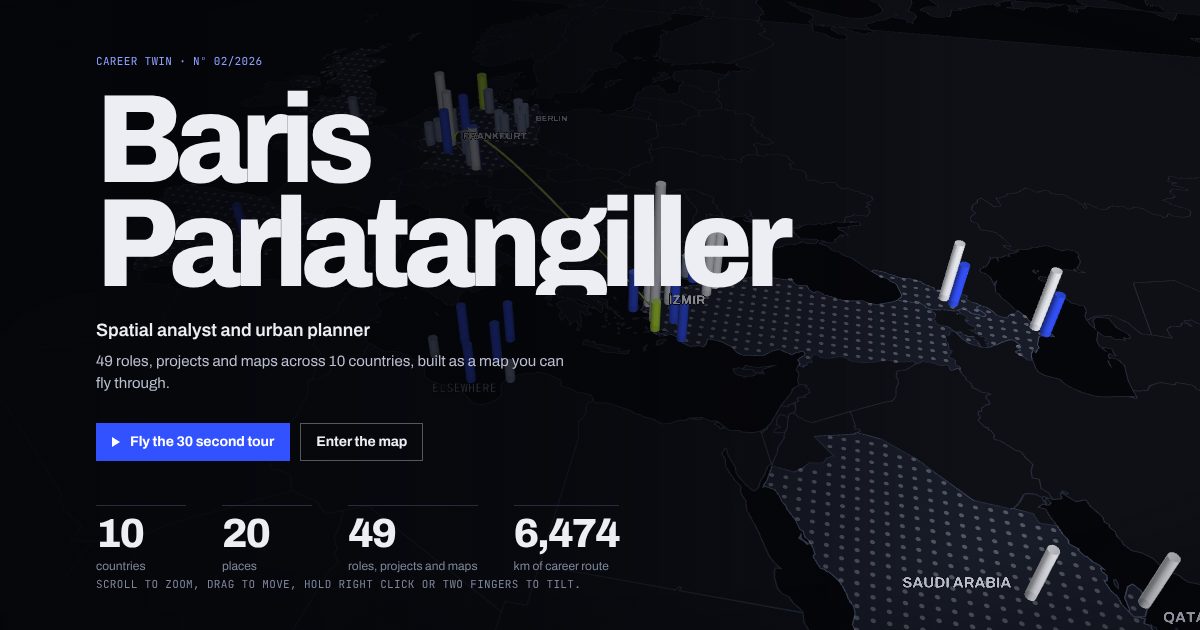 CAREER TWIN · N° 02/2026
Baris
Parlatangiller
BERLIN
FRANKFURT
IZMIR
Spatial analyst and urban planner
49 roles, projects and maps across 10 countries, built as a map you can
fly through.
ELSEWHERE
Fly the 30 second tour
Enter the map
10
countries
20
places
49
roles, projects and maps
6,474
km of career route
SCROLL TO ZOOM, DRAG TO MOVE, HOLD RIGHT CLICK OR TWO FINGERS TO TILT.
SAUDI ARABIA
QATA